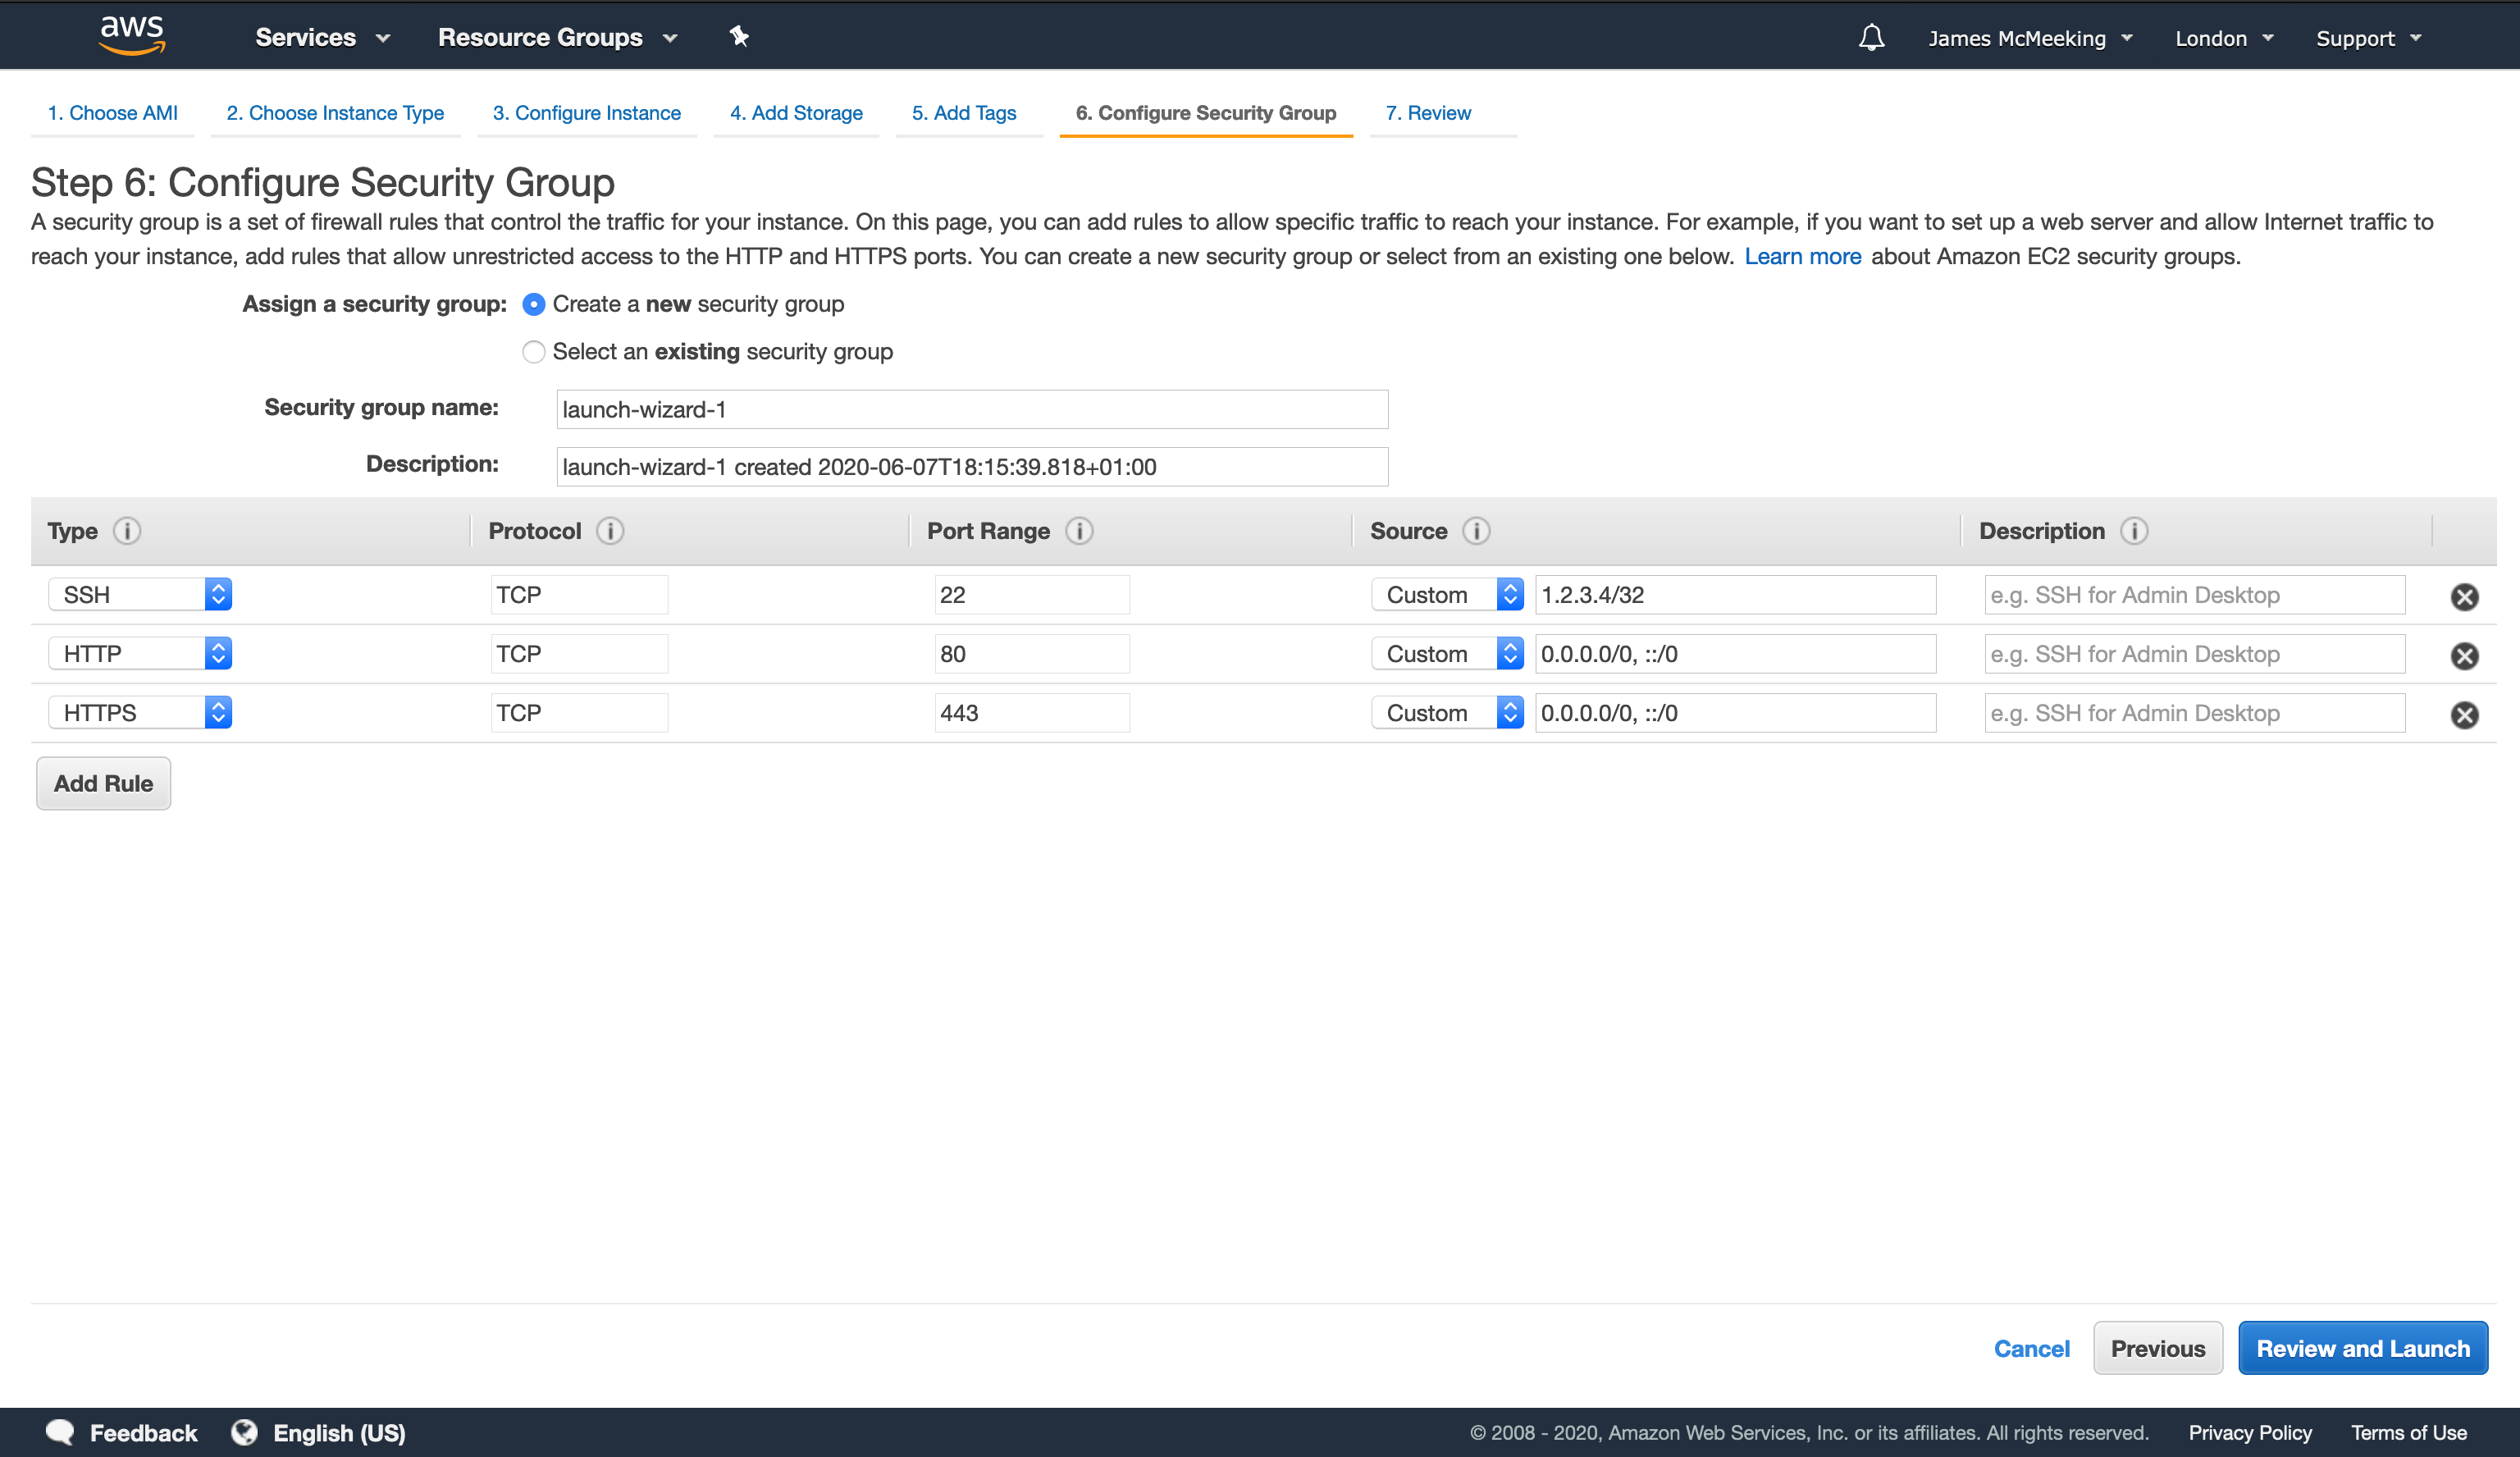 aws Services Resource Groups James McMeeking London Support
1. Choose AMI 2. Choose Instance Type 3. Configure Instance 4. Add Storage 5. Add Tags 6. Configure Security Group 7. Review
Step 6: Configure Security Group
A security group is a set of firewall rules that control the traffic for your instance. On this page, you can add rules to allow specific traffic to reach your instance. For example, if you want to set up a web server and allow Internet traffic to
reach your instance, add rules that allow unrestricted access to the HTTP and HTTPS ports. You can create a new security group or select from an existing one below. Learn more about Amazon EC2 security groups.
Assign a security group: Create a new security group
Select an existing security group
Security group name: launch-wizard-1
Description: launch-wizard-1 created 2020-06-07T18:15:39.818+01:00
Type i Protocol i Port Range i Source i Description i
SSH TCP 22 Custom 1.2.3.4/32 e.g. SSH for Admin Desktop
HTTP TCP 80 Custom 0.0.0.0/0, ::/0 e.g. SSH for Admin Desktop
HTTPS TCP 443 Custom 0.0.0.0/0, ::/0 e.g. SSH for Admin Desktop
Add Rule
Cancel Previous Review and Launch
Feedback English (US) © 2008 - 2020, Amazon Web Services, Inc. or its affiliates. All rights reserved. Privacy Policy Terms of Use